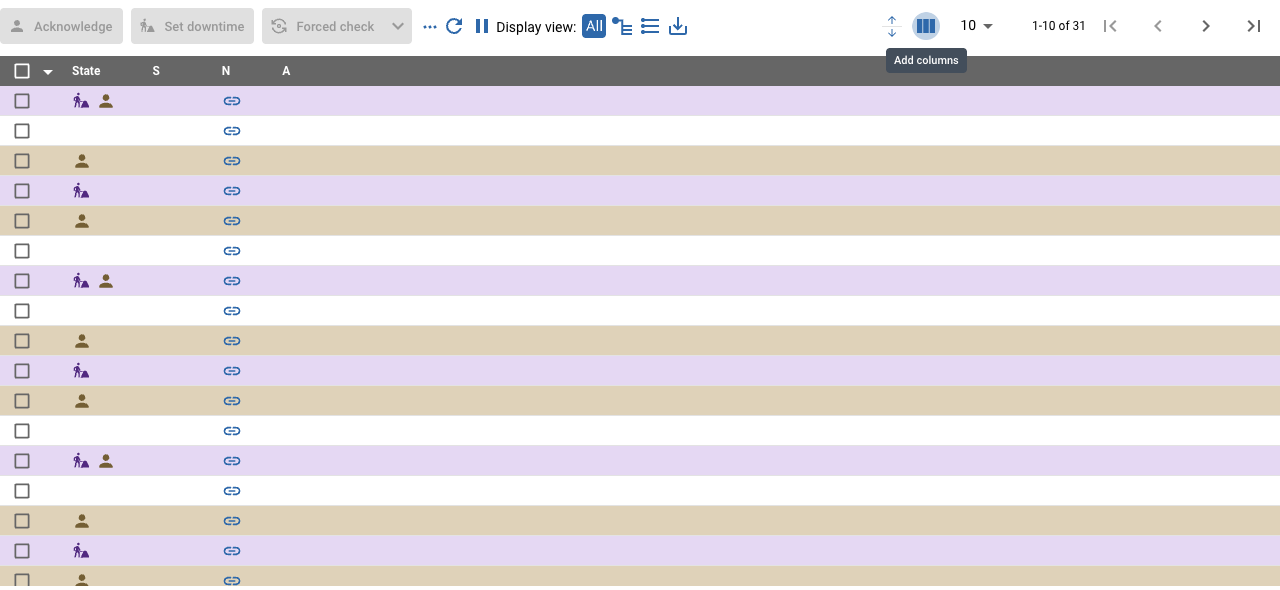 Acknowledge Set downtime Forced check Display view: All 10 1-10 of 31
Add columns
State S N A